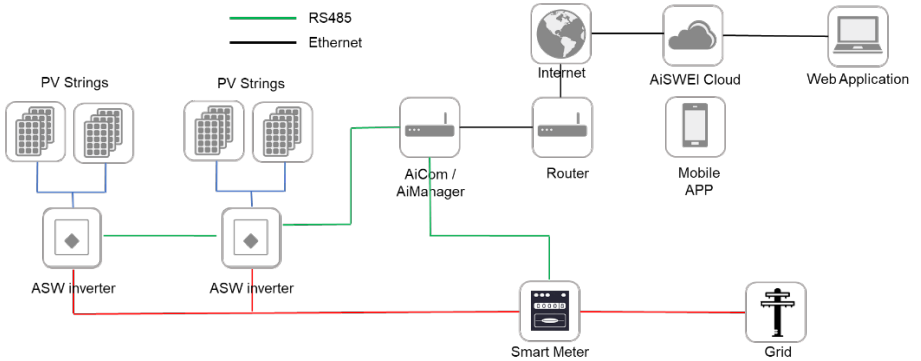 RS485
Ethernet
PV Strings
PV Strings
Internet
AiSWEI Cloud
Web Application
AiCom /
AiManager
Router
Mobile
APP
ASW inverter
ASW inverter
Smart Meter
Grid